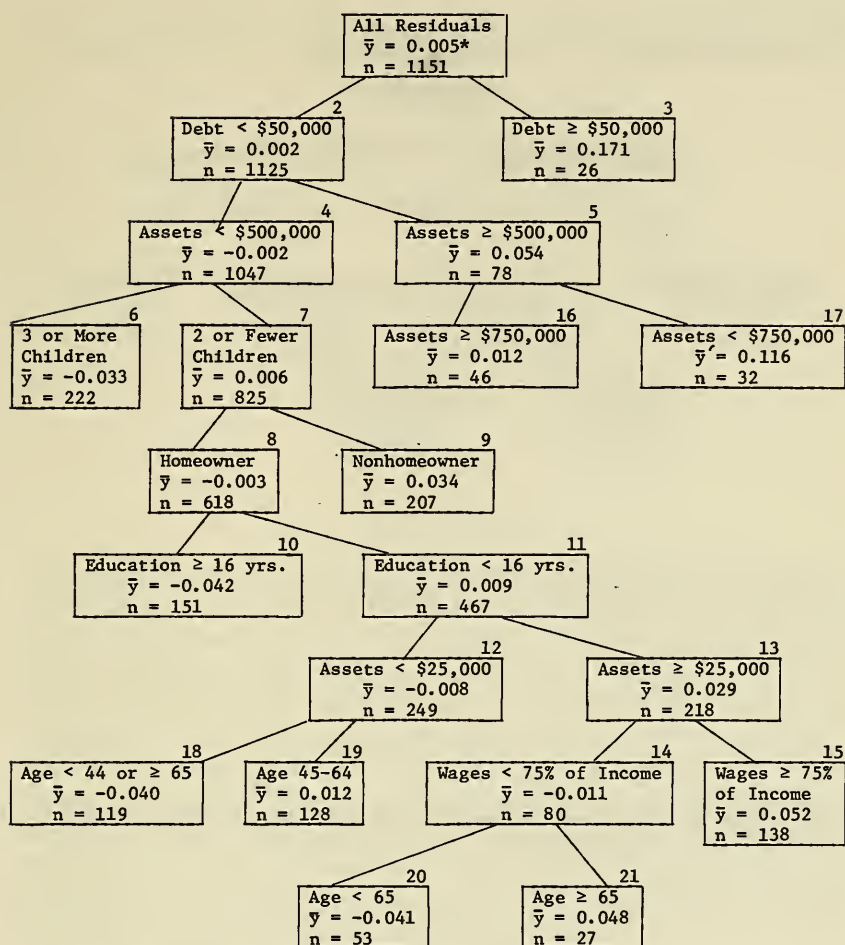 All Residuals
ȳ = 0.005*
n = 1151
2
Debt < $50,000
ȳ = 0.002
n = 1125
3
Debt ≥ $50,000
ȳ = 0.171
n = 26
4
Assets < $500,000
ȳ = -0.002
n = 1047
5
Assets ≥ $500,000
ȳ = 0.054
n = 78
6
3 or More
Children
ȳ = -0.033
n = 222
7
2 or Fewer
Children
ȳ = 0.006
n = 825
16
Assets ≥ $750,000
ȳ = 0.012
n = 46
17
Assets < $750,000
ȳ = 0.116
n = 32
8
Homeowner
ȳ = -0.003
n = 618
9
Nonhomeowner
ȳ = 0.034
n = 207
10
Education ≥ 16 yrs.
ȳ = -0.042
n = 151
11
Education < 16 yrs.
ȳ = 0.009
n = 467
12
Assets < $25,000
ȳ = -0.008
n = 249
13
Assets ≥ $25,000
ȳ = 0.029
n = 218
18
Age < 44 or ≥ 65
ȳ = -0.040
n = 119
19
Age 45-64
ȳ = 0.012
n = 128
14
Wages < 75% of Income
ȳ = -0.011
n = 80
15
Wages ≥ 75%
of Income
ȳ = 0.052
n = 138
20
Age < 65
ȳ = -0.041
n = 53
21
Age ≥ 65
ȳ = 0.048
n = 27